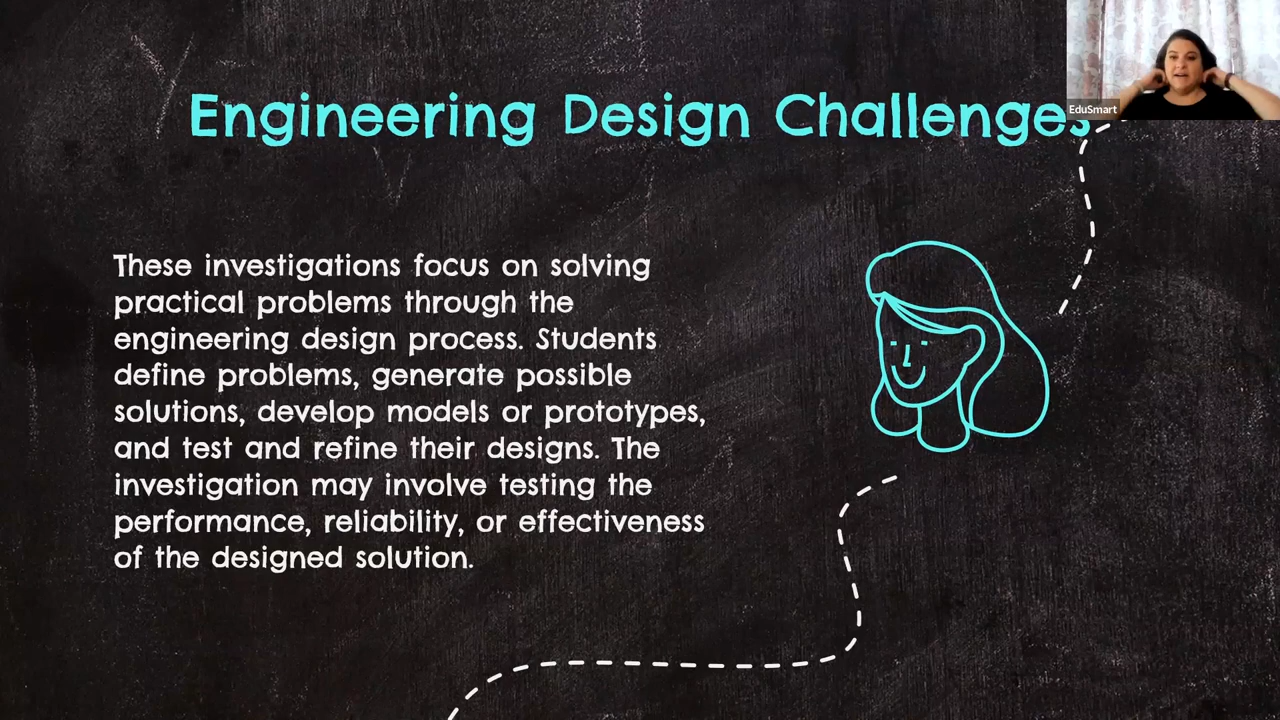 Engineering Design Challenges
EduSmart
These investigations focus on solving
practical problems through the
engineering design process. Students
define problems, generate possible
solutions, develop models or prototypes,
and test and refine their designs. The
investigation may involve testing the
performance, reliability, or effectiveness
of the designed solution.